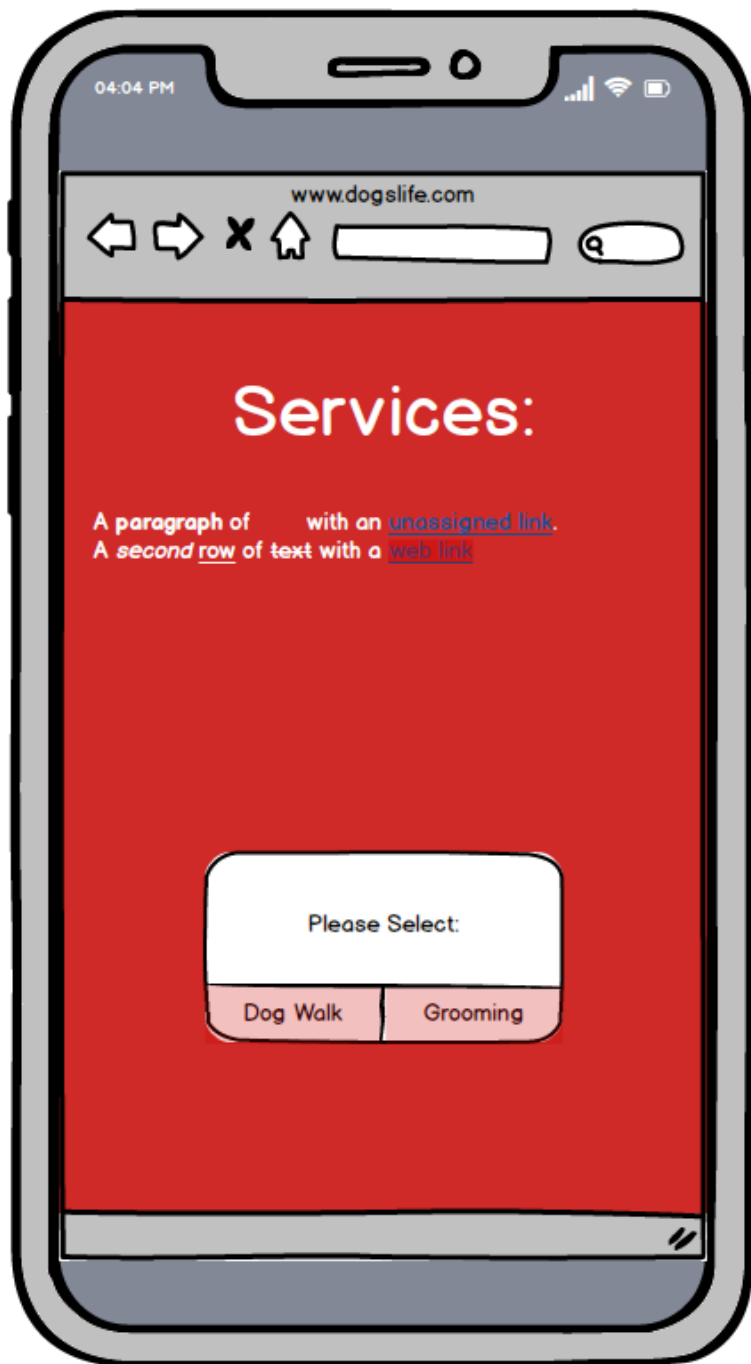 04:04 PM
www.dogslife.com
Services:
A paragraph of with an unassigned link.
A second row of text with a web link
Please Select:
Dog Walk Grooming